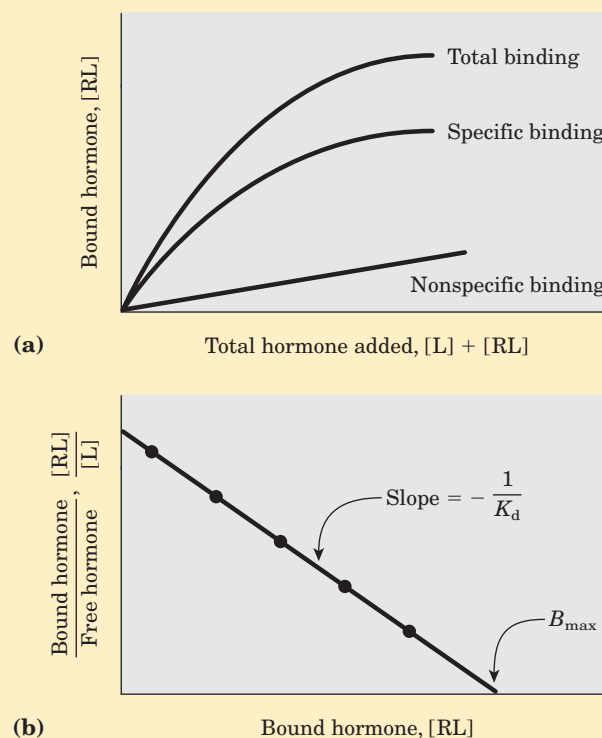 Bound hormone, [RL]
Total binding
Specific binding
Nonspecific binding
(a)
Total hormone added, [L] + [RL]
Bound hormone / Free hormone , [RL] / [L]
Slope = − 1 / K_d
B_max
(b)
Bound hormone, [RL]